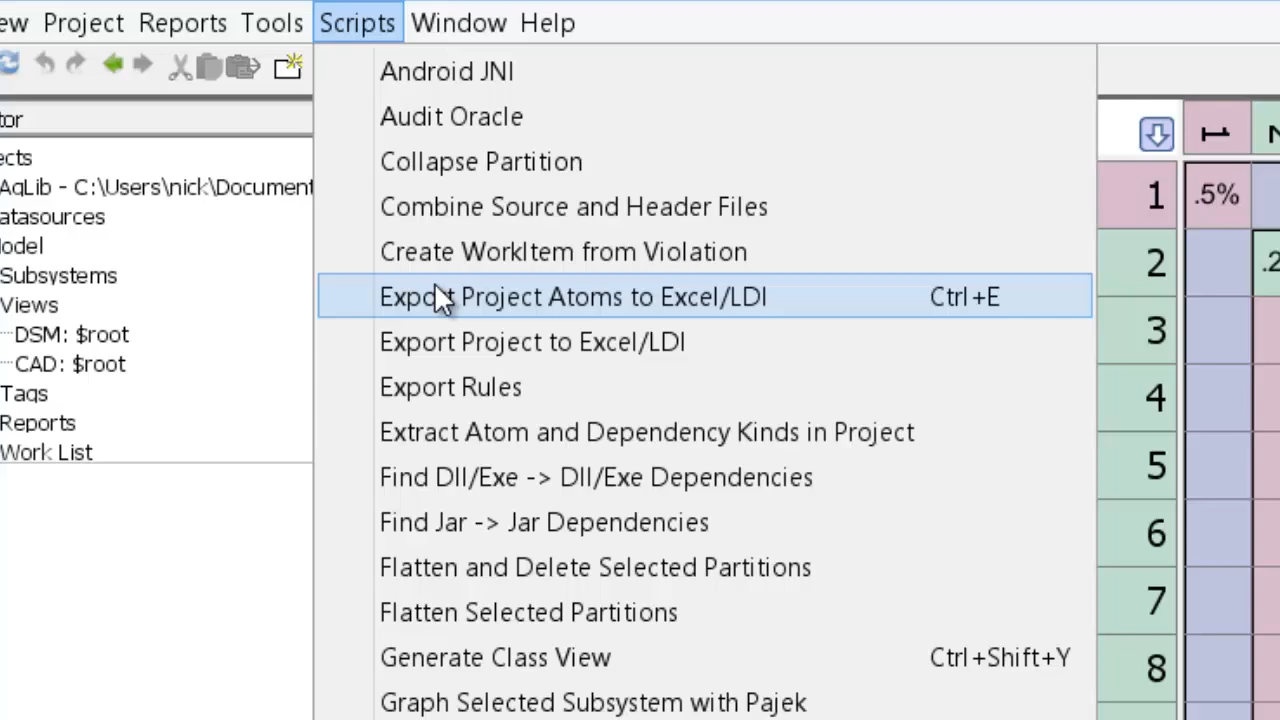 ew Project Reports Tools Scripts Window Help
Android JNI
Audit Oracle
Collapse Partition
Combine Source and Header Files
Create WorkItem from Violation
Export Project Atoms to Excel/LDI Ctrl+E
Export Project to Excel/LDI
Export Rules
Extract Atom and Dependency Kinds in Project
Find Dll/Exe -> Dll/Exe Dependencies
Find Jar -> Jar Dependencies
Flatten and Delete Selected Partitions
Flatten Selected Partitions
Generate Class View Ctrl+Shift+Y
Graph Selected Subsystem with Pajek
tor
ects
AqLib - C:\Users\nick\Document
atasources
odel
Subsystems
Views
DSM: $root
CAD: $root
Tags
Reports
Work List
1
1 .5%
2 .2
3
4
5
6
7
8